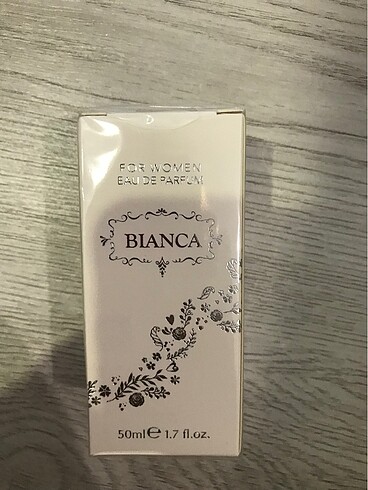 FOR WOMEN
EAU DE PARFUM
BIANCA
50ml℮ 1.7 fl.oz.